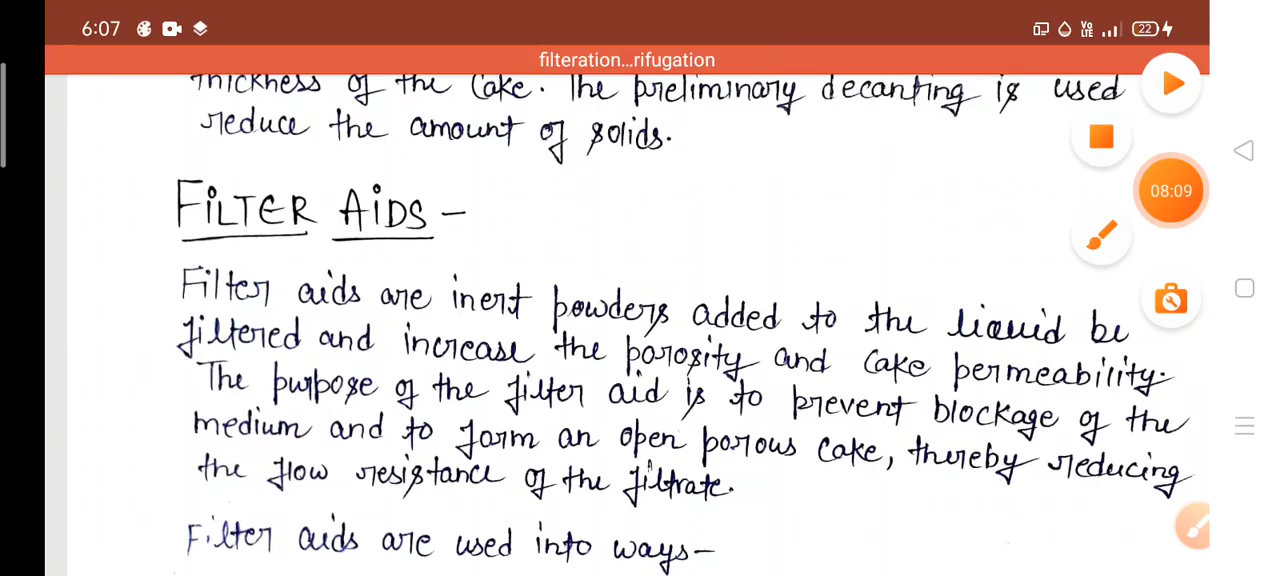 6:07
VO
LTE
22
filteration...rifugation
thickness of the Cake. The preliminary decanting is used
reduce the amount of solids.
08:09
FiLTER AiDS -
Filter aids are inert powders added to the liquid be
filtered and increase the porosity and cake permeability.
The purpose of the filter aid is to prevent blockage of the
medium and to form an open porous cake, thereby reducing
the flow resistance of the filtrate.
Filter aids are used into ways-